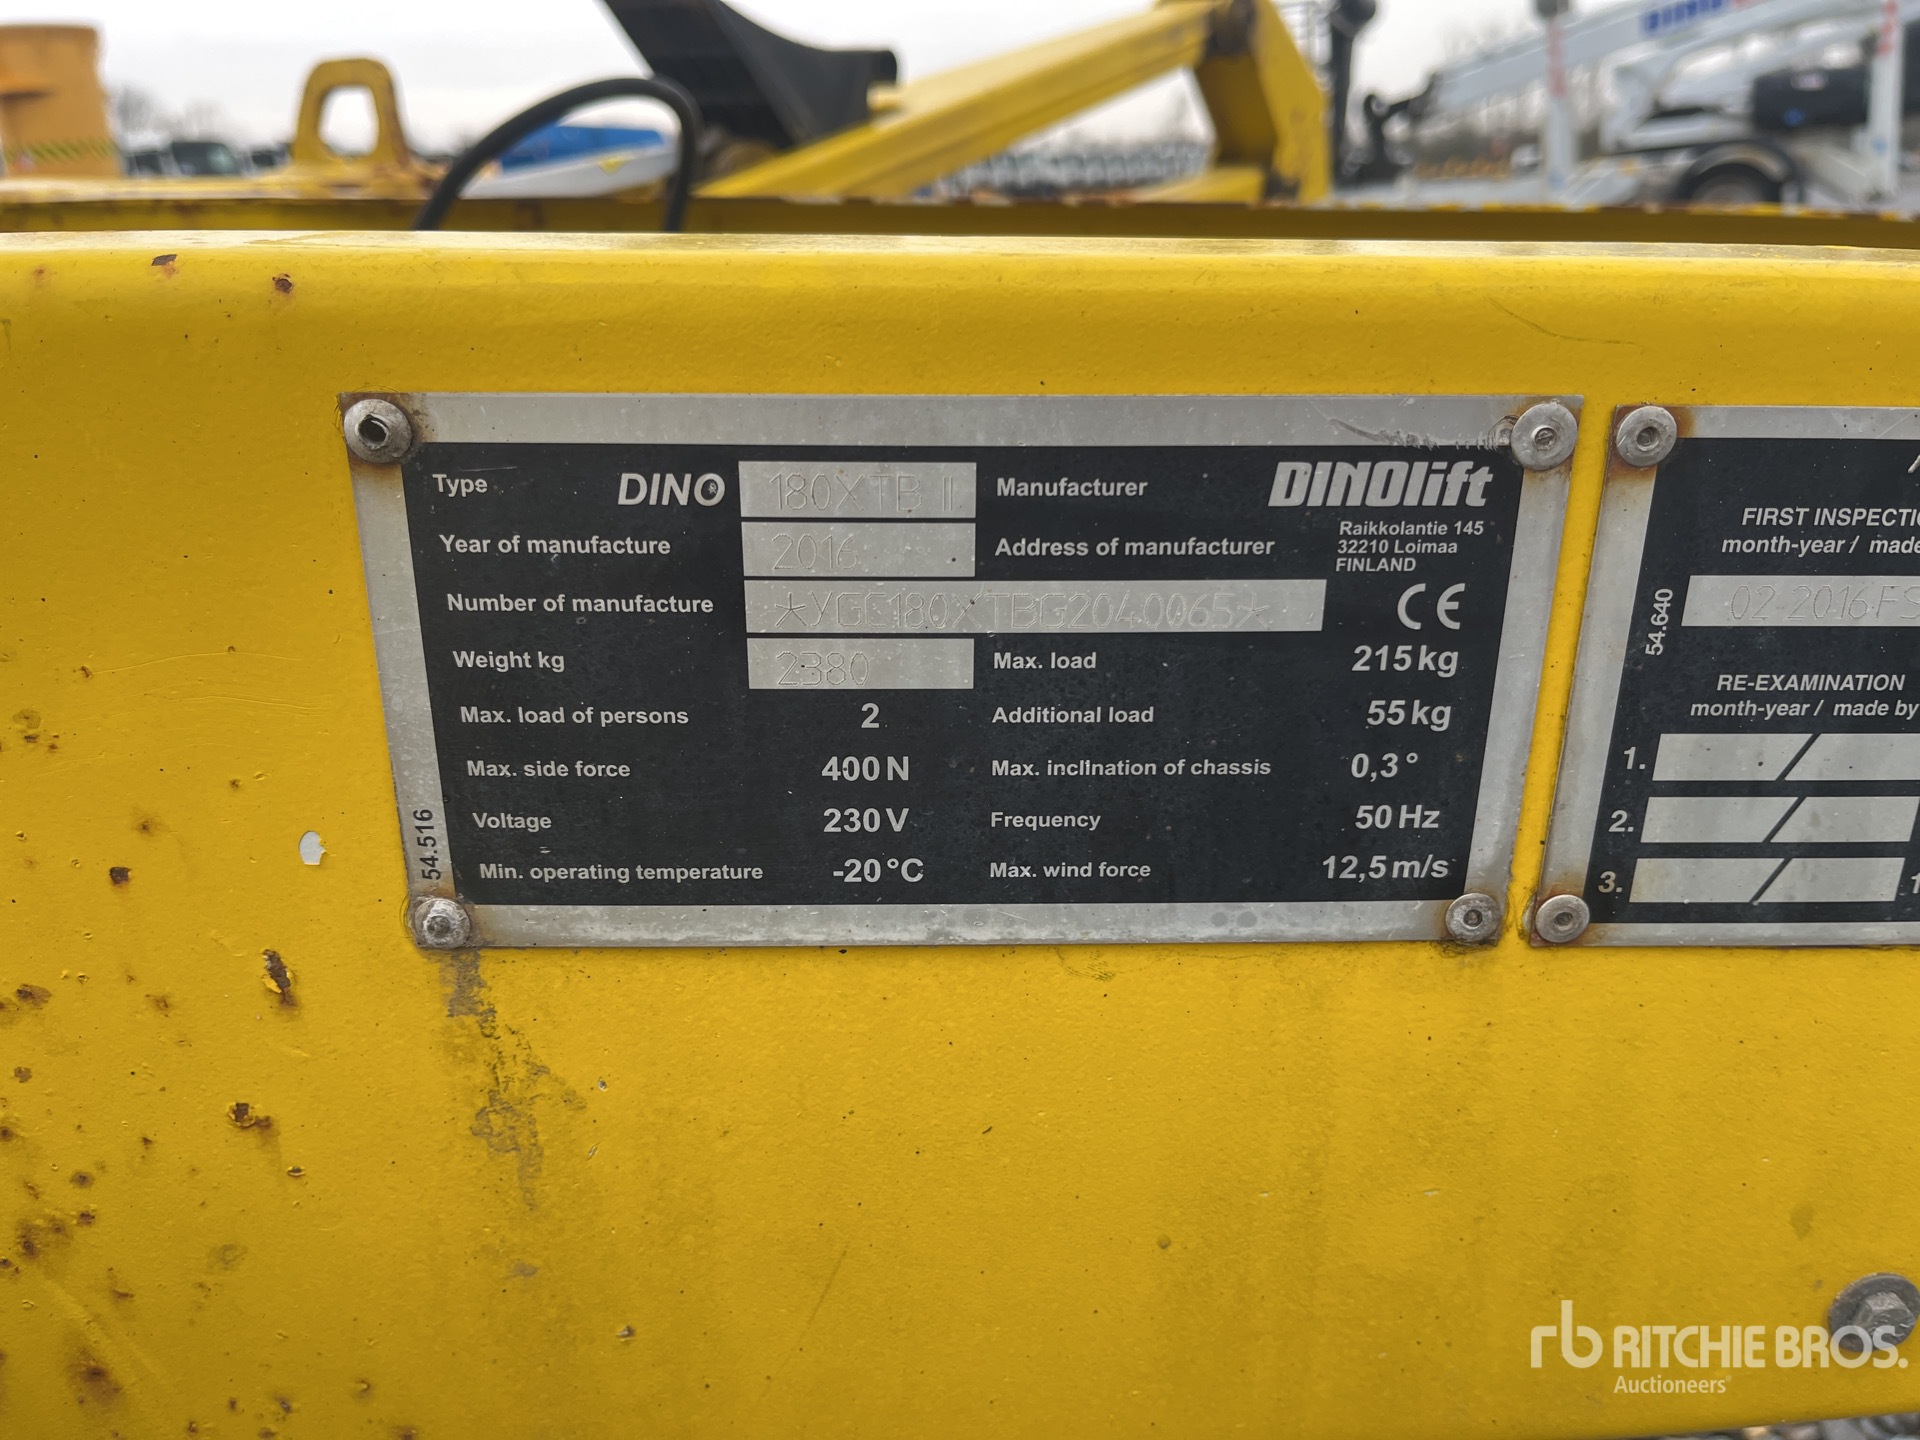 Type DINO 180XTB II Manufacturer DINOlift
Year of manufacture 2016 Address of manufacturer Raikkolantie 145
32210 Loimaa
FINLAND
Number of manufacture *YGC180XTBG2040065* CE
Weight kg 2380 Max. load 215 kg
Max. load of persons 2 Additional load 55 kg
Max. side force 400 N Max. inclination of chassis 0,3°
Voltage 230 V Frequency 50 Hz
Min. operating temperature -20 °C Max. wind force 12,5 m/s
54.516
FIRST INSPECTIO
month-year / made
02-2016 FS
54.640
RE-EXAMINATION
month-year / made by
1. /
2. /
3. /
rb RITCHIE BROS.
Auctioneers